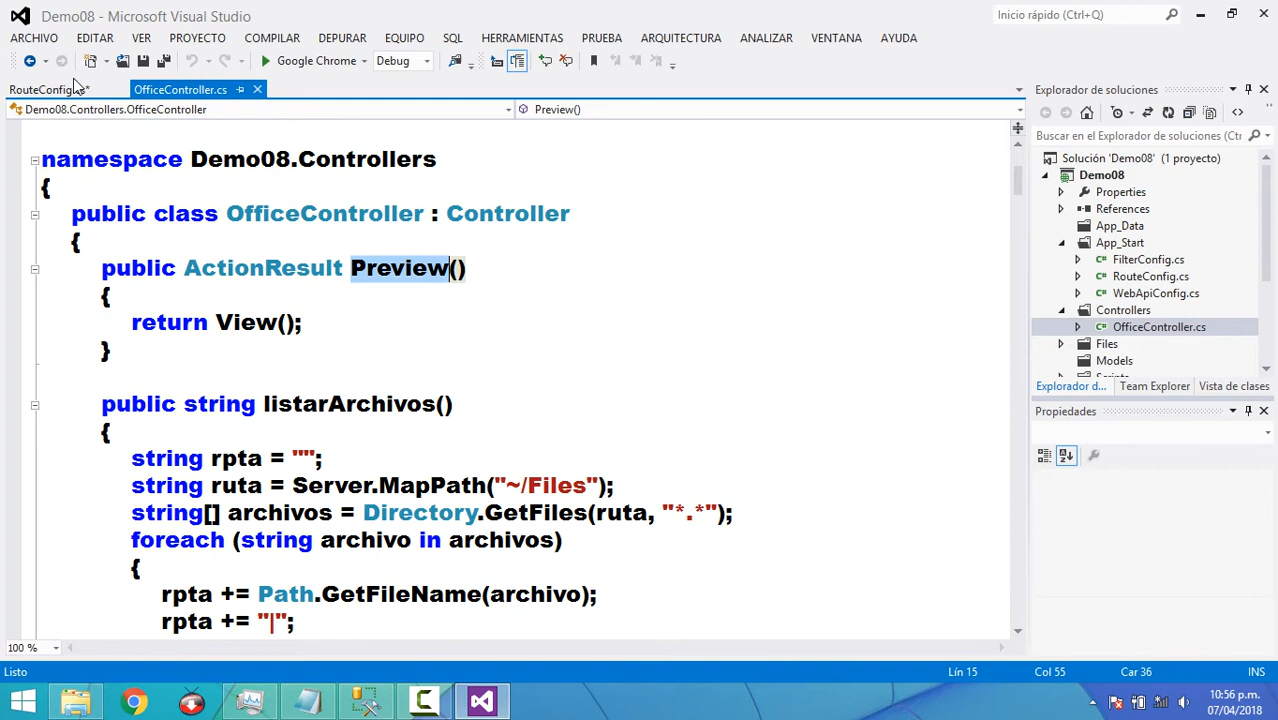 Demo08 - Microsoft Visual Studio
Inicio rápido (Ctrl+Q)
ARCHIVO EDITAR VER PROYECTO COMPILAR DEPURAR EQUIPO SQL HERRAMIENTAS PRUEBA ARQUITECTURA ANALIZAR VENTANA AYUDA
Google Chrome Debug
OfficeController.cs
Demo08.Controllers.OfficeController
Preview()
namespace Demo08.Controllers
{
public class OfficeController : Controller
{
public ActionResult Preview()
{
return View();
}
public string listarArchivos()
{
string rpta = "";
string ruta = Server.MapPath("~/Files");
string[] archivos = Directory.GetFiles(ruta, "*.*");
foreach (string archivo in archivos)
{
rpta += Path.GetFileName(archivo);
rpta += "|";
100 %
Explorador de soluciones
Buscar en el Explorador de soluciones (Ctrl
Solución 'Demo08' (1 proyecto)
Demo08
Properties
References
App_Data
App_Start
FilterConfig.cs
RouteConfig.cs
WebApiConfig.cs
Controllers
OfficeController.cs
Files
Models
Explorador d... Team Explorer Vista de clases
Propiedades
Listo
Lín 15 Col 55 Car 36 INS
10:56 p.m.
07/04/2018